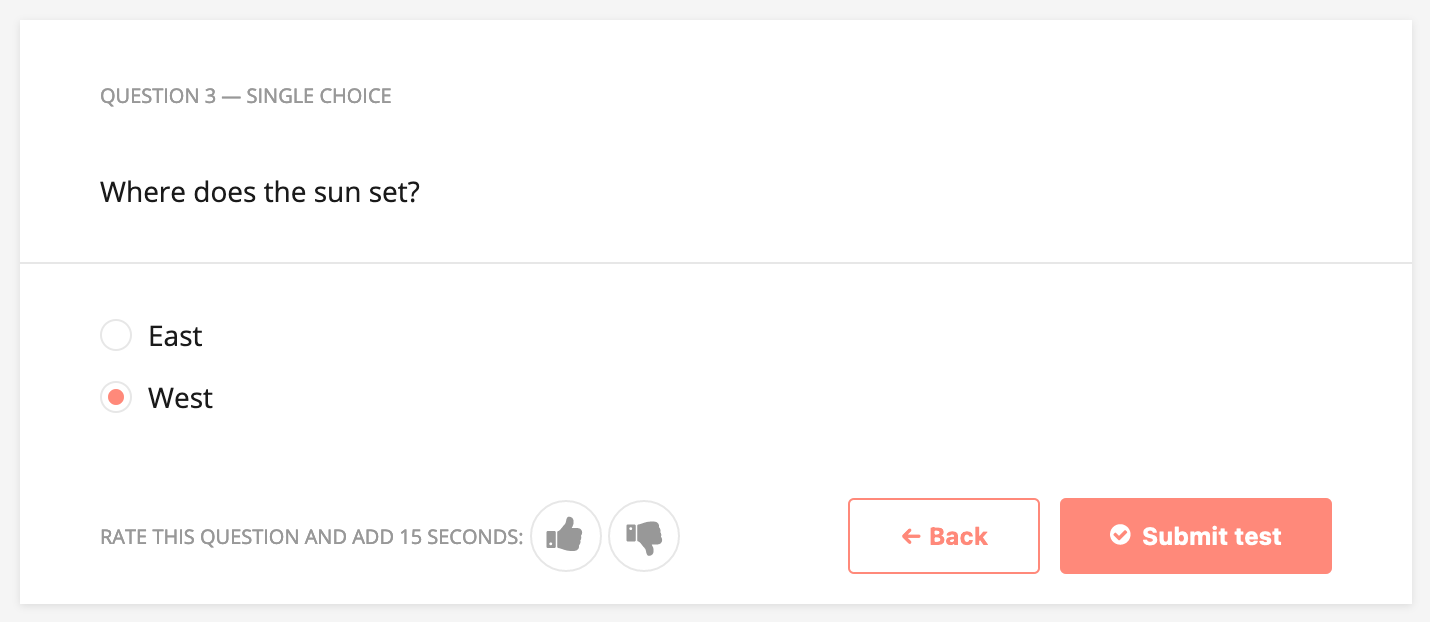 QUESTION 3 — SINGLE CHOICE
Where does the sun set?
East
West
RATE THIS QUESTION AND ADD 15 SECONDS:
← Back
Submit test